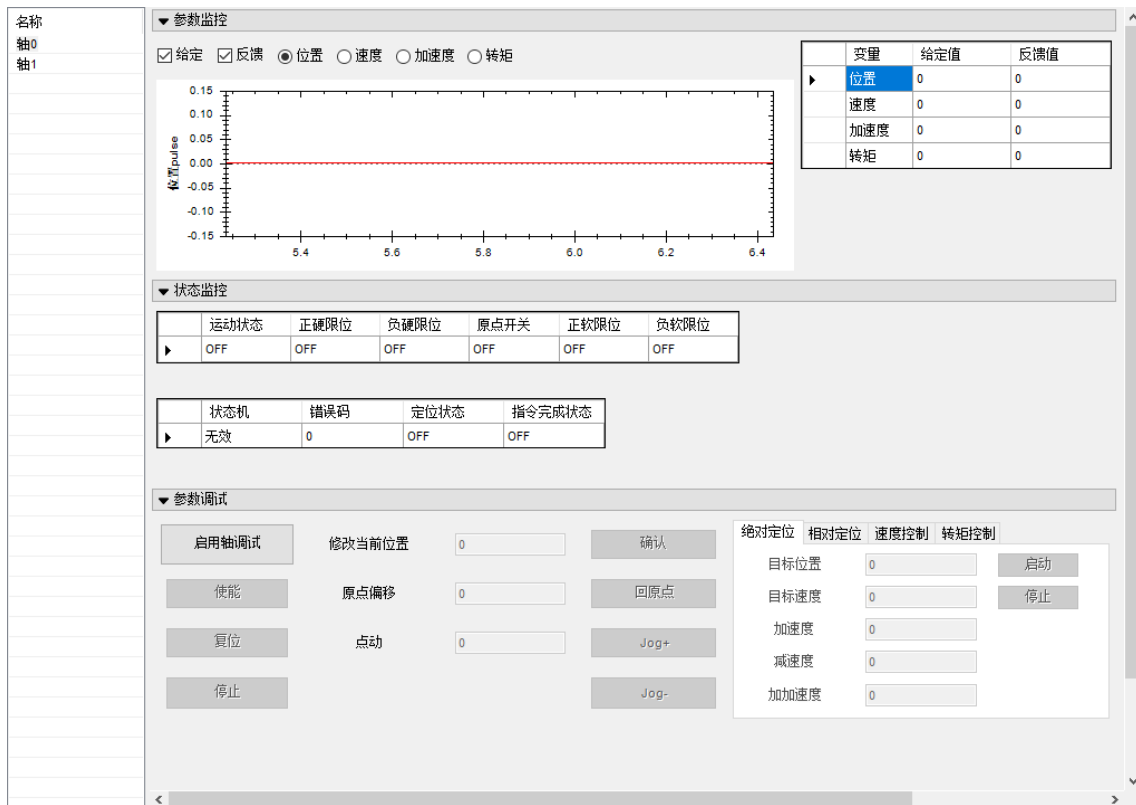 名称
轴0
轴1
参数监控
给定 反馈 位置 速度 加速度 转矩
变量 给定值 反馈值
位置 0 0
速度 0 0
加速度 0 0
转矩 0 0
位置pulse
0.15
0.10
0.05
0.00
-0.05
-0.10
-0.15
5.4 5.6 5.8 6.0 6.2 6.4
状态监控
运动状态 正硬限位 负硬限位 原点开关 正软限位 负软限位
OFF OFF OFF OFF OFF OFF
状态机 错误码 定位状态 指令完成状态
无效 0 OFF OFF
参数调试
启用轴调试 修改当前位置 0 确认
使能 原点偏移 0 回原点
复位 点动 0 Jog+
停止 Jog-
绝对定位 相对定位 速度控制 转矩控制
目标位置 0 启动
目标速度 0 停止
加速度 0
减速度 0
加加速度 0